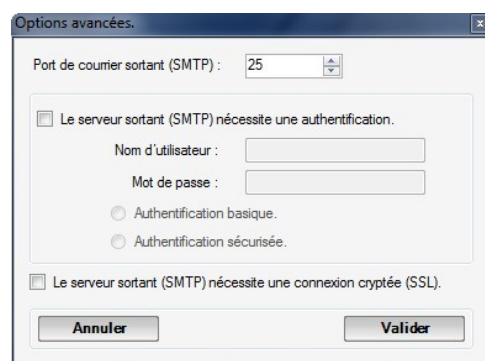 Options avancées.
Port de courrier sortant (SMTP) : 25
Le serveur sortant (SMTP) nécessite une authentification.
Nom d'utilisateur :
Mot de passe :
Authentification basique.
Authentification sécurisée.
Le serveur sortant (SMTP) nécessite une connexion cryptée (SSL).
Annuler Valider